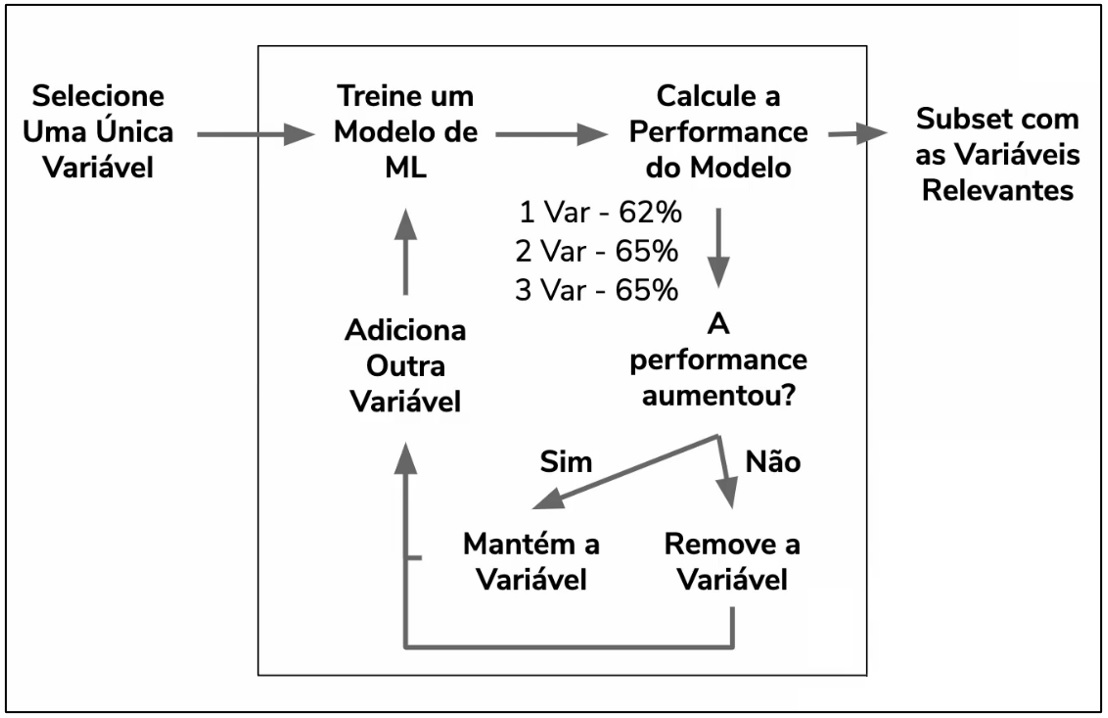 Selecione
Uma Única
Variável
Treine um
Modelo de
ML
Calcule a
Performance
do Modelo
Subset com
as Variáveis
Relevantes
1 Var - 62%
2 Var - 65%
3 Var - 65%
A
performance
aumentou?
Adiciona
Outra
Variável
Sim
Não
Mantém a
Variável
Remove a
Variável